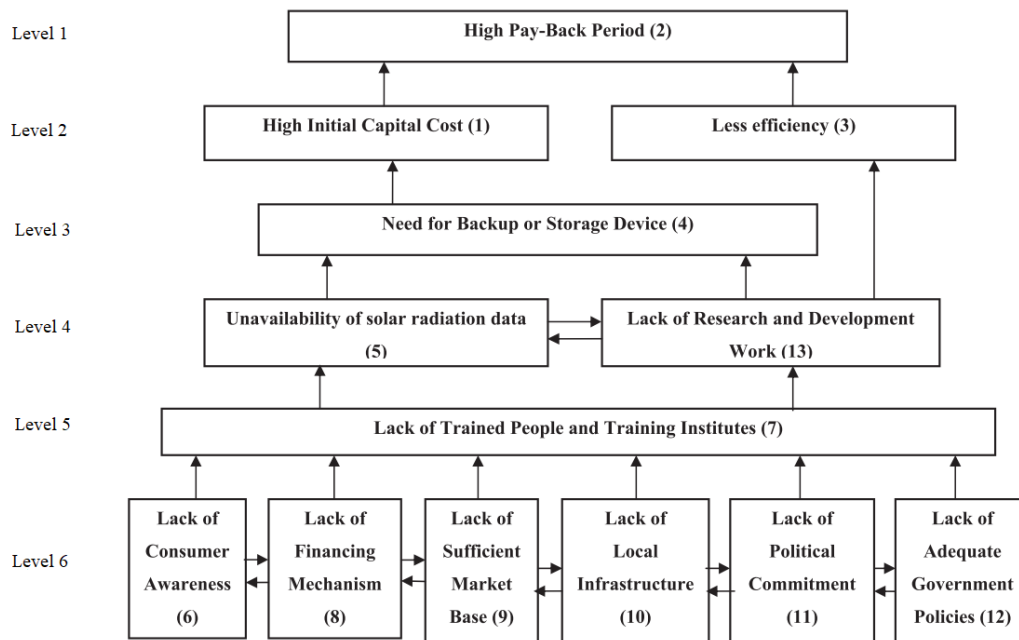 Level 1
High Pay-Back Period (2)
Level 2
High Initial Capital Cost (1)
Less efficiency (3)
Level 3
Need for Backup or Storage Device (4)
Level 4
Unavailability of solar radiation data
(5)
Lack of Research and Development
Work (13)
Level 5
Lack of Trained People and Training Institutes (7)
Level 6
Lack of
Consumer
Awareness
(6)
Lack of
Financing
Mechanism
(8)
Lack of
Sufficient
Market
Base (9)
Lack of
Local
Infrastructure
(10)
Lack of
Political
Commitment
(11)
Lack of
Adequate
Government
Policies (12)